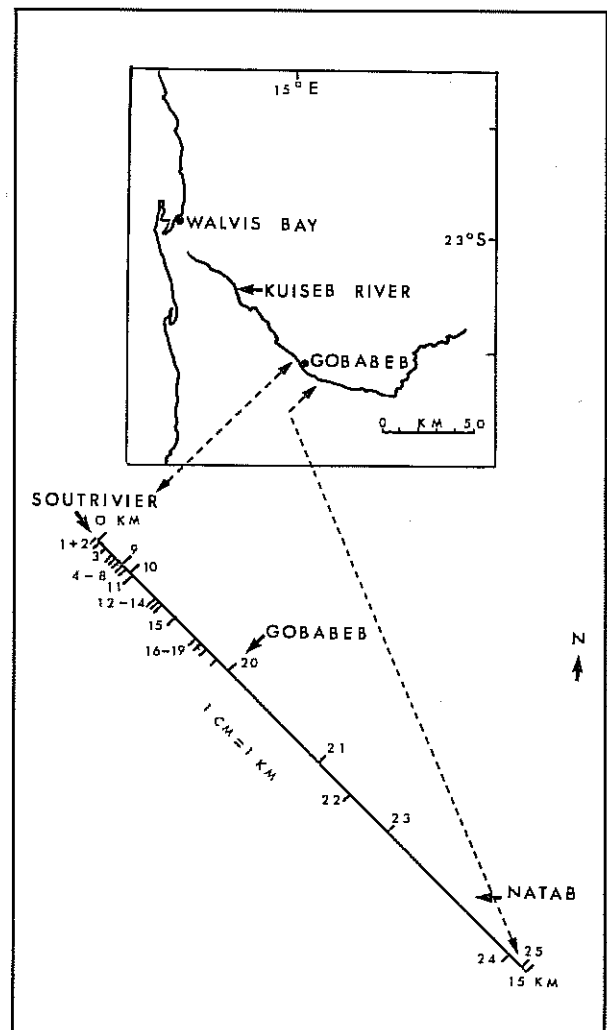 15° E
WALVIS BAY
23° S
KUISEB RIVER
GOBABEB
0 KM 50
SOUTRIVIER
0 KM
1+2
3
9
4-8
10
11
12-14
15
GOBABEB
16-19
20
N
1 CM = 1 KM
21
22
23
NATAB
24
25
15 KM